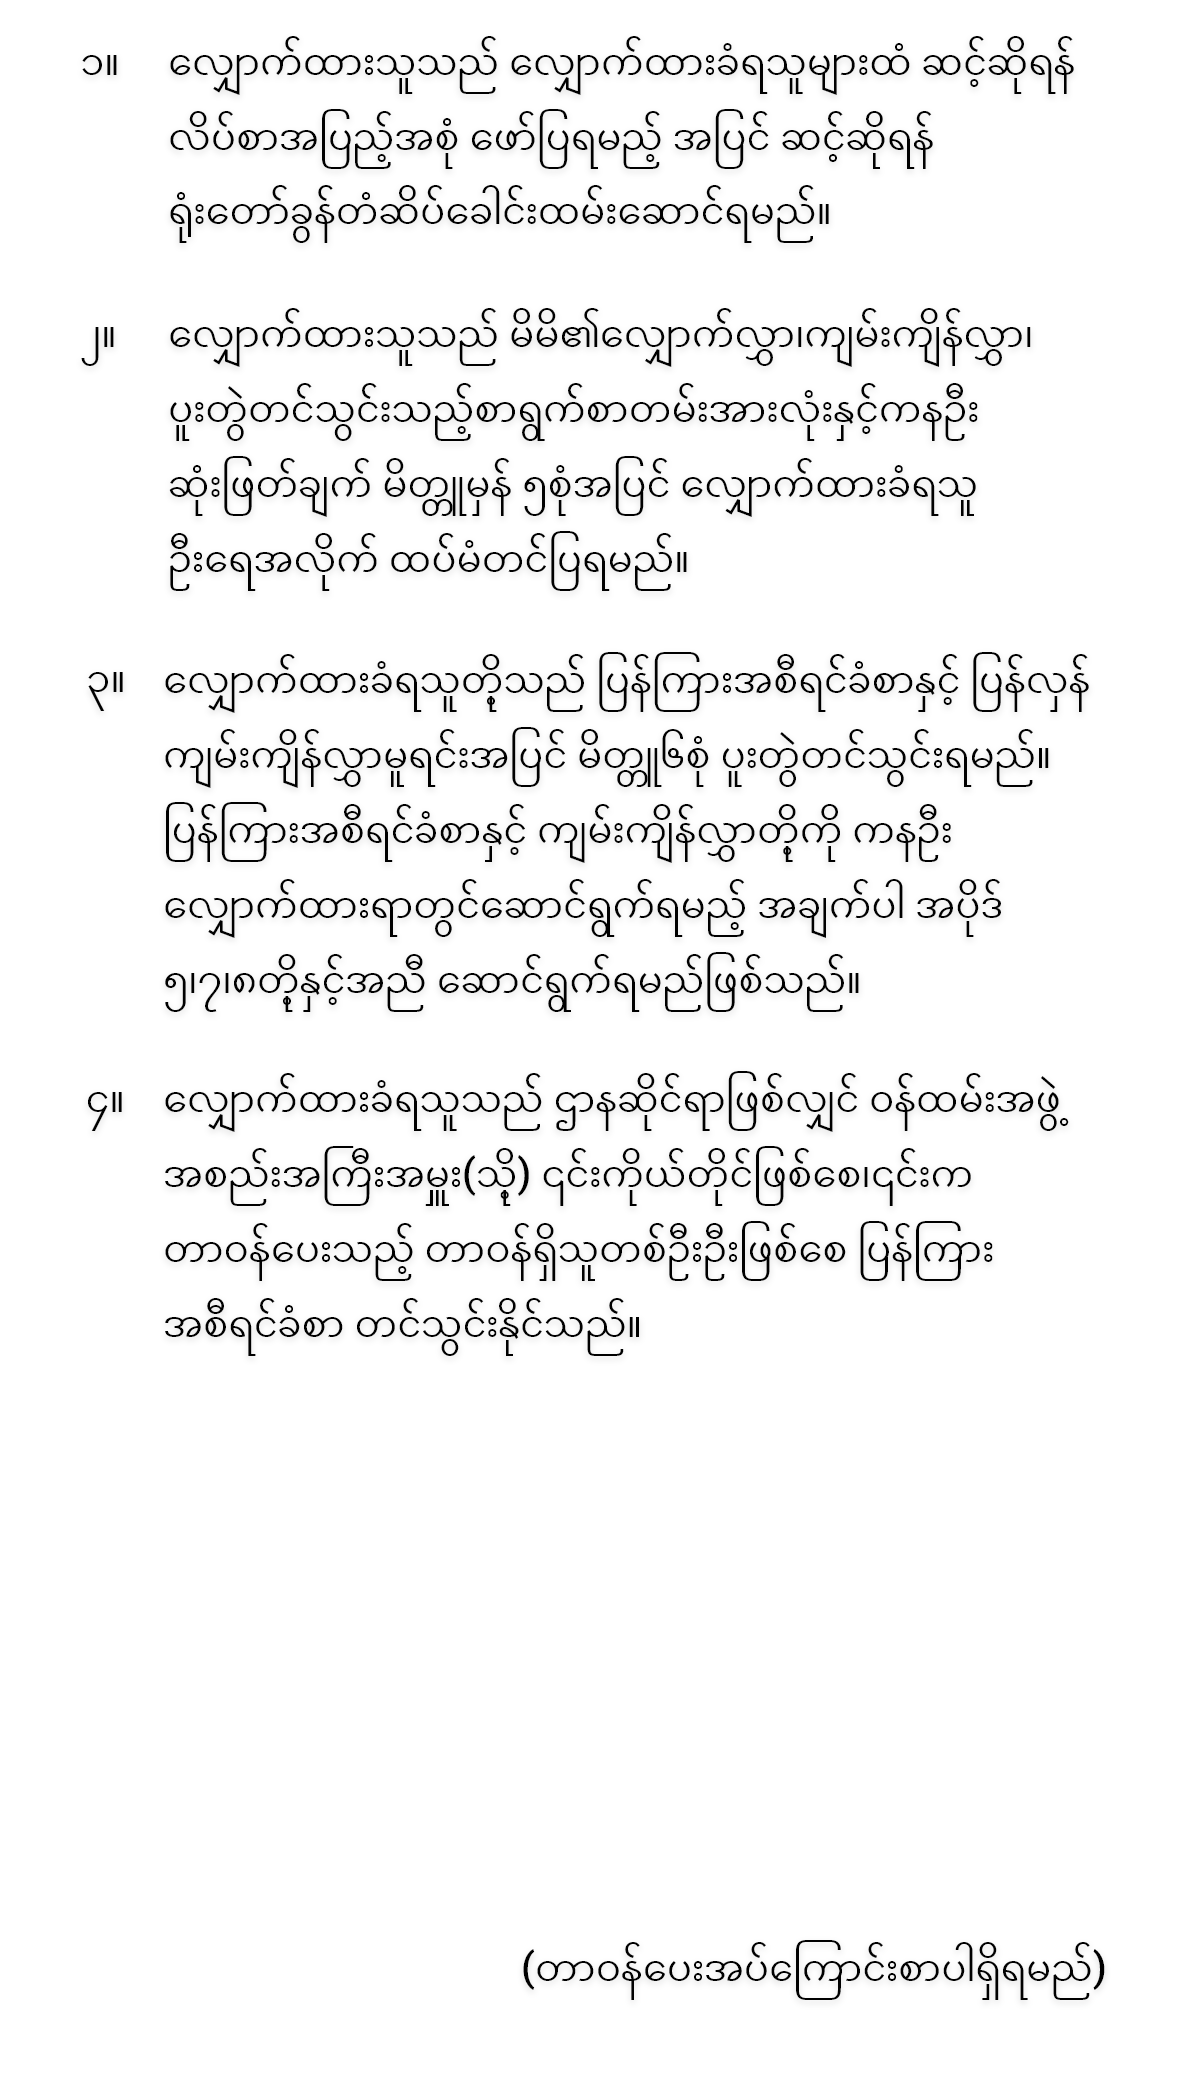 ၁။ လျှောက်ထားသူသည် လျှောက်ထားခံရသူများထံ ဆင့်ဆိုရန်
လိပ်စာအပြည့်အစုံ ဖော်ပြရမည့် အပြင် ဆင့်ဆိုရန်
ရုံးတော်ခွန်တံဆိပ်ခေါင်းထမ်းဆောင်ရမည်။
၂။ လျှောက်ထားသူသည် မိမိ၏လျှောက်လွှာ၊ကျမ်းကျိန်လွှာ၊
ပူးတွဲတင်သွင်းသည့်စာရွက်စာတမ်းအားလုံးနှင့်ကနဦး
ဆုံးဖြတ်ချက် မိတ္တူမှန် ၅စုံအပြင် လျှောက်ထားခံရသူ
ဦးရေအလိုက် ထပ်မံတင်ပြရမည်။
၃။ လျှောက်ထားခံရသူတို့သည် ပြန်ကြားအစီရင်ခံစာနှင့် ပြန်လှန်
ကျမ်းကျိန်လွှာမူရင်းအပြင် မိတ္တူ၆စုံ ပူးတွဲတင်သွင်းရမည်။
ပြန်ကြားအစီရင်ခံစာနှင့် ကျမ်းကျိန်လွှာတို့ကို ကနဦး
လျှောက်ထားရာတွင်ဆောင်ရွက်ရမည့် အချက်ပါ အပိုဒ်
၅၊၇၊၈တို့နှင့်အညီ ဆောင်ရွက်ရမည်ဖြစ်သည်။
၄။ လျှောက်ထားခံရသူသည် ဌာနဆိုင်ရာဖြစ်လျှင် ဝန်ထမ်းအဖွဲ့
အစည်းအကြီးအမှူး(သို့) ၎င်းကိုယ်တိုင်ဖြစ်စေ၊၎င်းက
တာဝန်ပေးသည့် တာဝန်ရှိသူတစ်ဦးဦးဖြစ်စေ ပြန်ကြား
အစီရင်ခံစာ တင်သွင်းနိုင်သည်။
(တာဝန်ပေးအပ်ကြောင်းစာပါရှိရမည်)